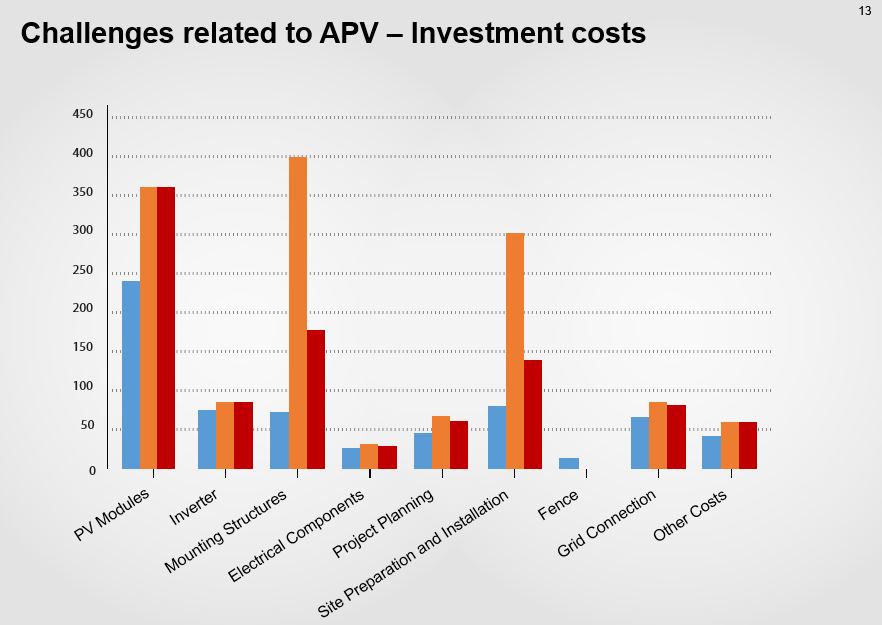 13
Challenges related to APV – Investment costs
450
400
350
300
250
200
150
100
50
0
PV Modules
Inverter
Mounting Structures
Electrical Components
Project Planning
Site Preparation and Installation
Fence
Grid Connection
Other Costs